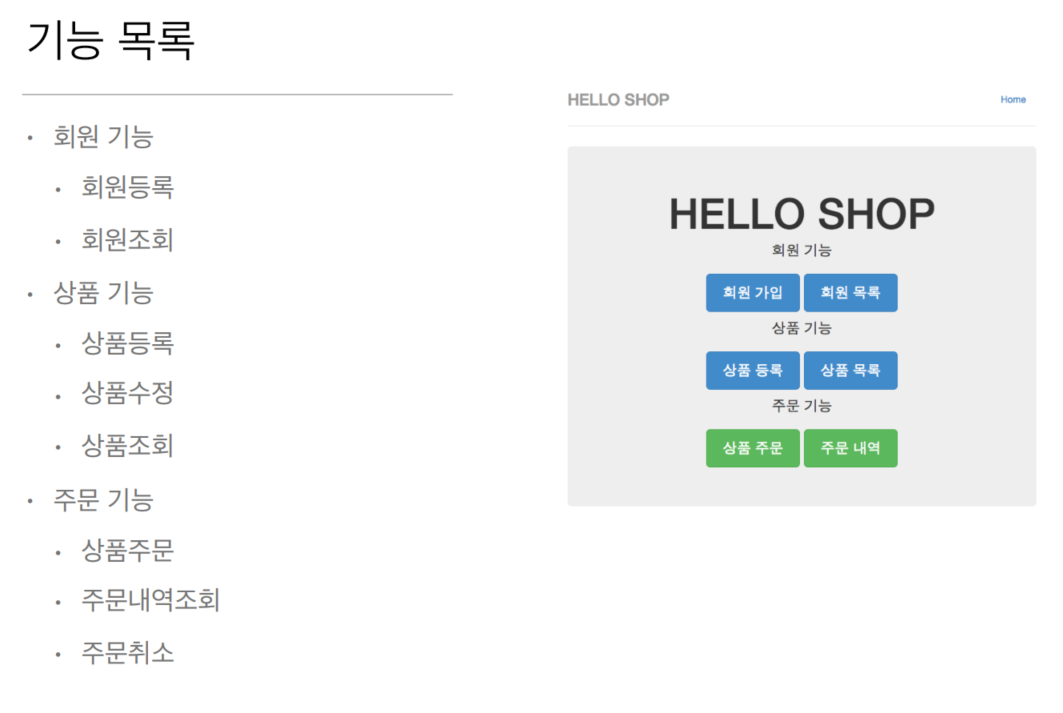 기능 목록
• 회원 기능
• 회원등록
• 회원조회
• 상품 기능
• 상품등록
• 상품수정
• 상품조회
• 주문 기능
• 상품주문
• 주문내역조회
• 주문취소
HELLO SHOP Home
HELLO SHOP
회원 기능
회원 가입 회원 목록
상품 기능
상품 등록 상품 목록
주문 기능
상품 주문 주문 내역